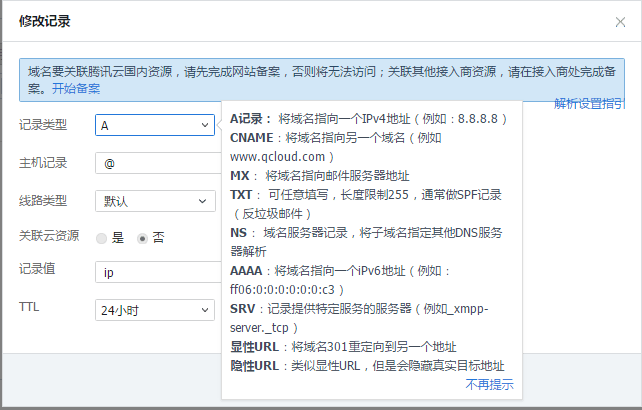 修改记录
域名要关联腾讯云国内资源，请先完成网站备案，否则将无法访问；关联其他接入商资源，请在接入商处完成备
案。开始备案
解析设置指引
记录类型
A
主机记录
@
线路类型
默认
关联云资源
是
否
记录值
ip
TTL
24小时
A记录： 将域名指向一个IPv4地址（例如：8.8.8.8）
CNAME：将域名指向另一个域名（例如
www.qcloud.com）
MX： 将域名指向邮件服务器地址
TXT： 可任意填写，长度限制255，通常做SPF记录
（反垃圾邮件）
NS： 域名服务器记录，将子域名指定其他DNS服务
器解析
AAAA：将域名指向一个iPv6地址（例如：
ff06:0:0:0:0:0:0:c3）
SRV：记录提供特定服务的服务器（例如_xmpp-
server._tcp）
显性URL：将域名301重定向到另一个地址
隐性URL：类似显性URL，但是会隐藏真实目标地址
不再提示